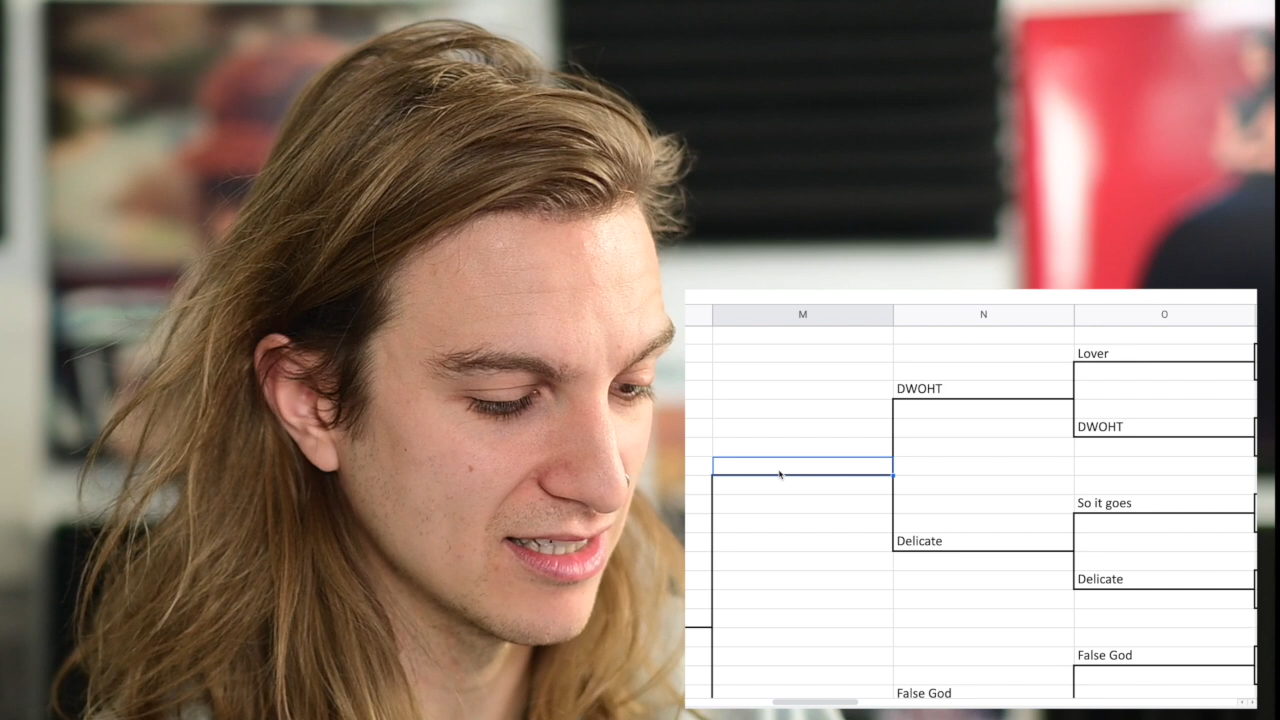 M N O
Lover
DWOHT
DWOHT
So it goes
Delicate
Delicate
False God
False God